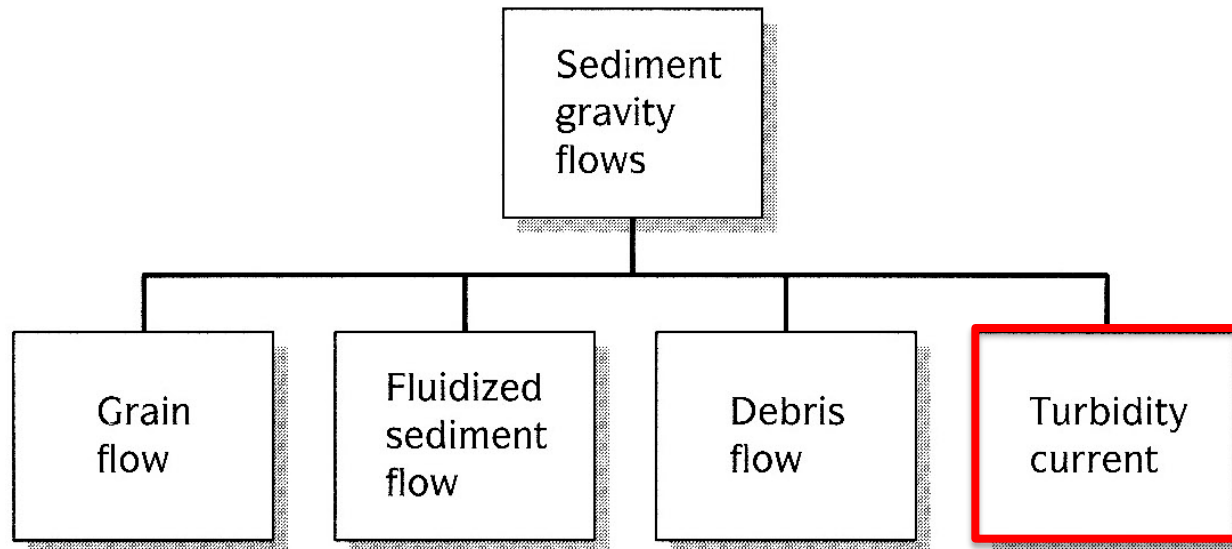 Sediment
gravity
flows
Grain
flow
Fluidized
sediment
flow
Debris
flow
Turbidity
current